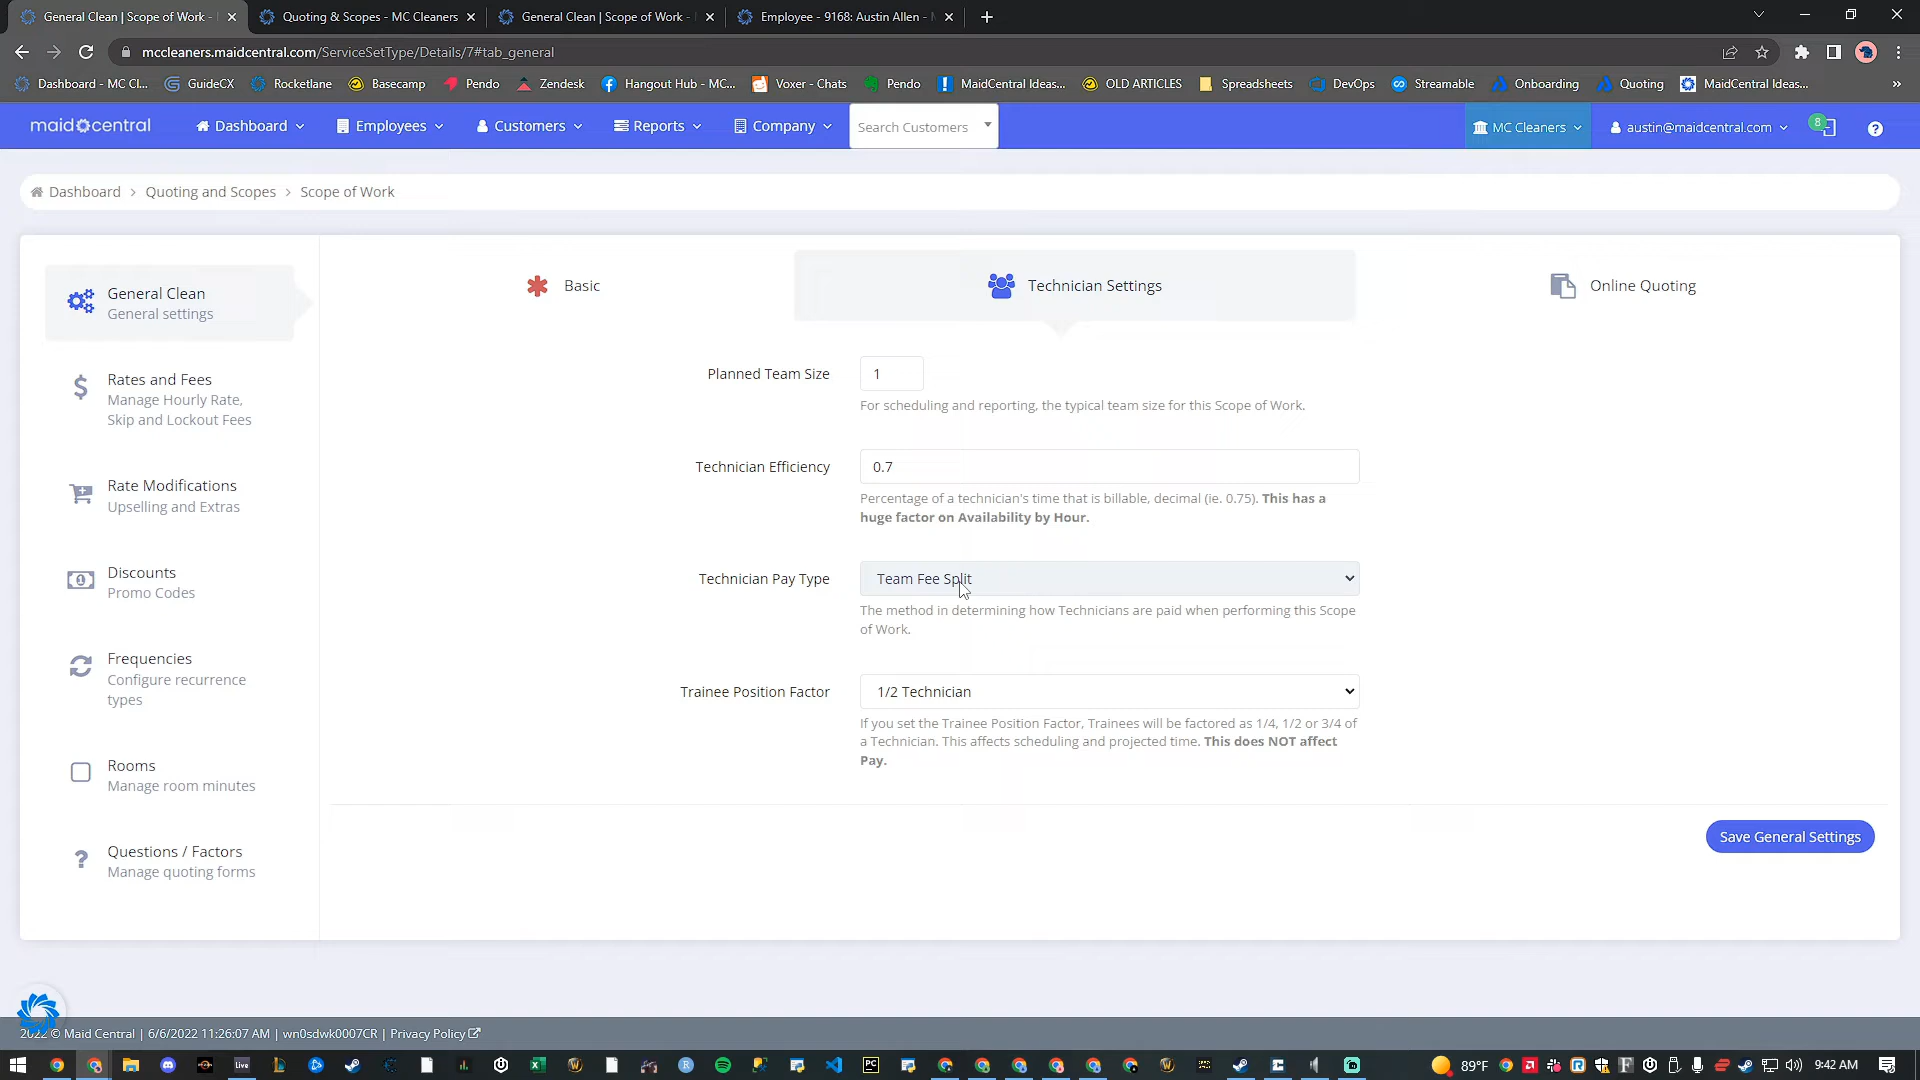 General Clean | Scope of Work -
Quoting & Scopes - MC Cleaners
General Clean | Scope of Work -
Employee - 9168: Austin Allen -
mccleaners.maidcentral.com/ServiceSetType/Details/7#tab_general
Dashboard - MC Cl...
GuideCX
Rocketlane
Basecamp
Pendo
Zendesk
Hangout Hub - MC...
Voxer - Chats
Pendo
MaidCentral Ideas...
OLD ARTICLES
Spreadsheets
DevOps
Streamable
Onboarding
Quoting
MaidCentral Ideas...
»
maid central
Dashboard
Employees
Customers
Reports
Company
Search Customers
MC Cleaners
austin@maidcentral.com
8
Dashboard > Quoting and Scopes > Scope of Work
General Clean
General settings
Rates and Fees
Manage Hourly Rate,
Skip and Lockout Fees
Rate Modifications
Upselling and Extras
Discounts
Promo Codes
Frequencies
Configure recurrence
types
Rooms
Manage room minutes
Questions / Factors
Manage quoting forms
Basic
Technician Settings
Online Quoting
Planned Team Size
1
For scheduling and reporting, the typical team size for this Scope of Work.
Technician Efficiency
0.7
Percentage of a technician's time that is billable, decimal (ie. 0.75). This has a
huge factor on Availability by Hour.
Technician Pay Type
Team Fee Split
The method in determining how Technicians are paid when performing this Scope
of Work.
Trainee Position Factor
1/2 Technician
If you set the Trainee Position Factor, Trainees will be factored as 1/4, 1/2 or 3/4 of
a Technician. This affects scheduling and projected time. This does NOT affect
Pay.
Save General Settings
2022 © Maid Central | 6/6/2022 11:26:07 AM | wn0sdwk0007CR | Privacy Policy
live
PC
89°F
9:42 AM